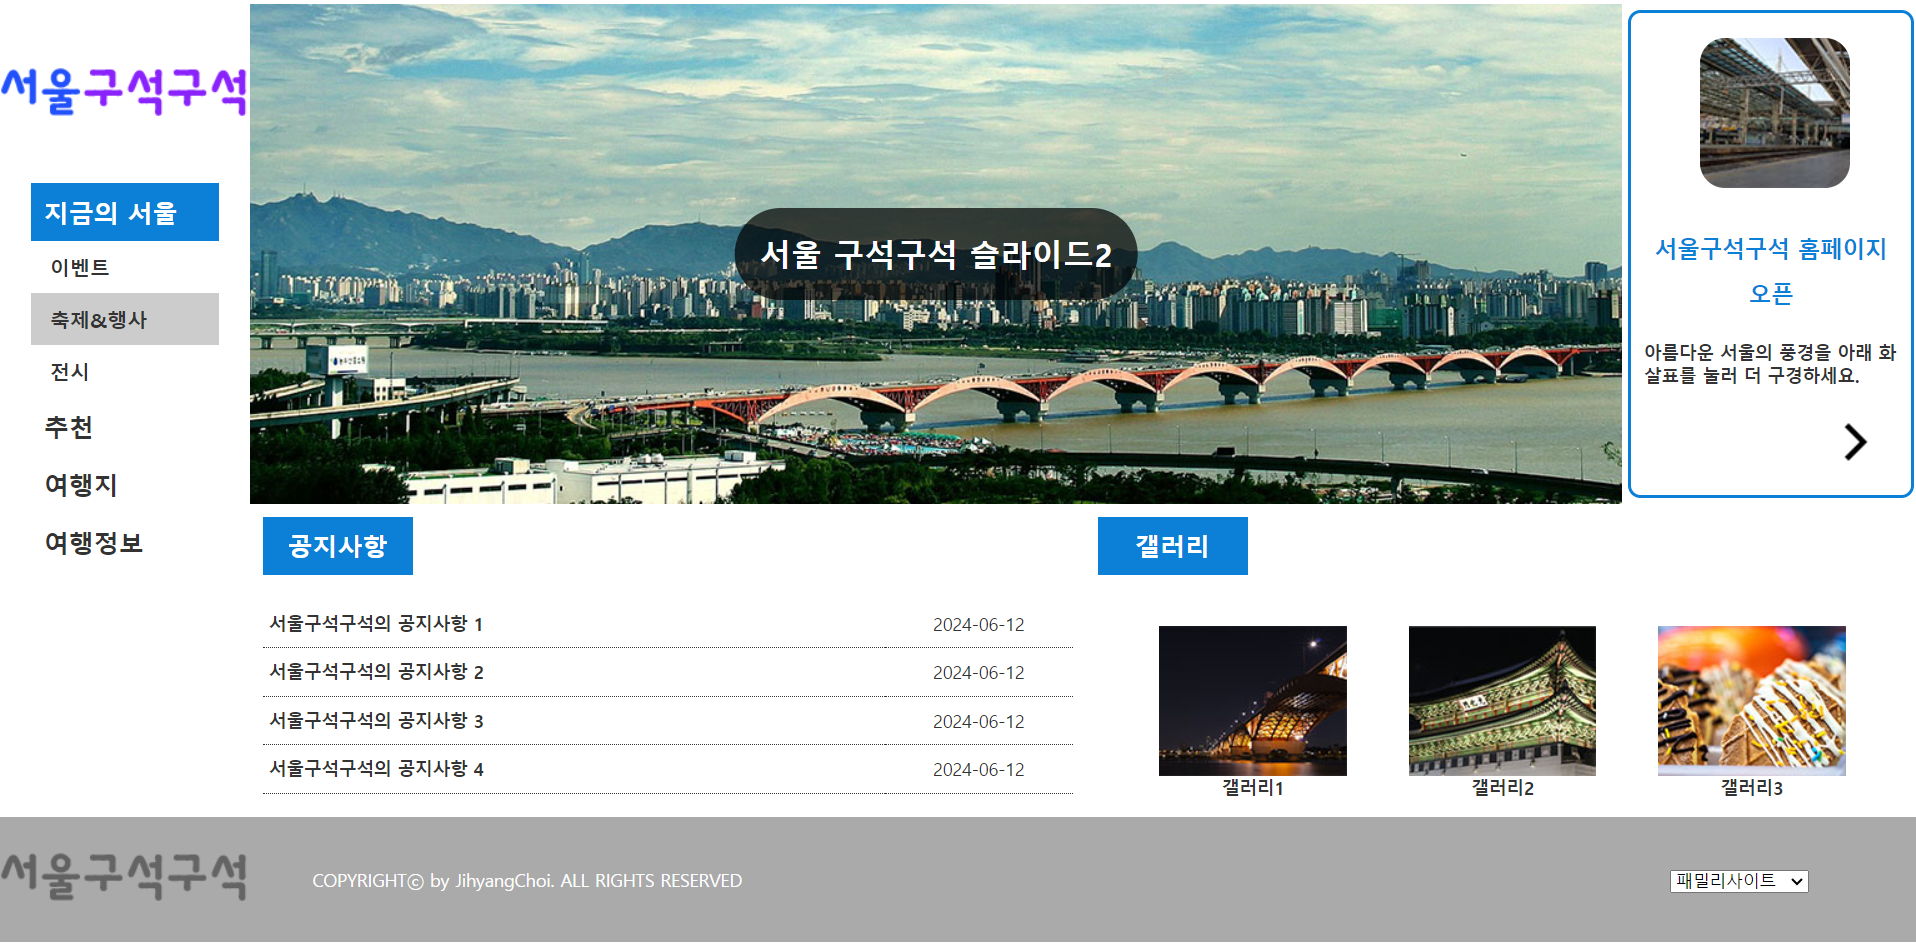 서울구석구석
지금의 서울
이벤트
축제&행사
전시
추천
여행지
여행정보
서울 구석구석 슬라이드2
서울구석구석 홈페이지
오픈
아름다운 서울의 풍경을 아래 화
살표를 눌러 더 구경하세요.
공지사항
서울구석구석의 공지사항 1 2024-06-12
서울구석구석의 공지사항 2 2024-06-12
서울구석구석의 공지사항 3 2024-06-12
서울구석구석의 공지사항 4 2024-06-12
갤러리
갤러리1 갤러리2 갤러리3
서울구석구석
COPYRIGHTⓒ by JihyangChoi. ALL RIGHTS RESERVED
패밀리사이트